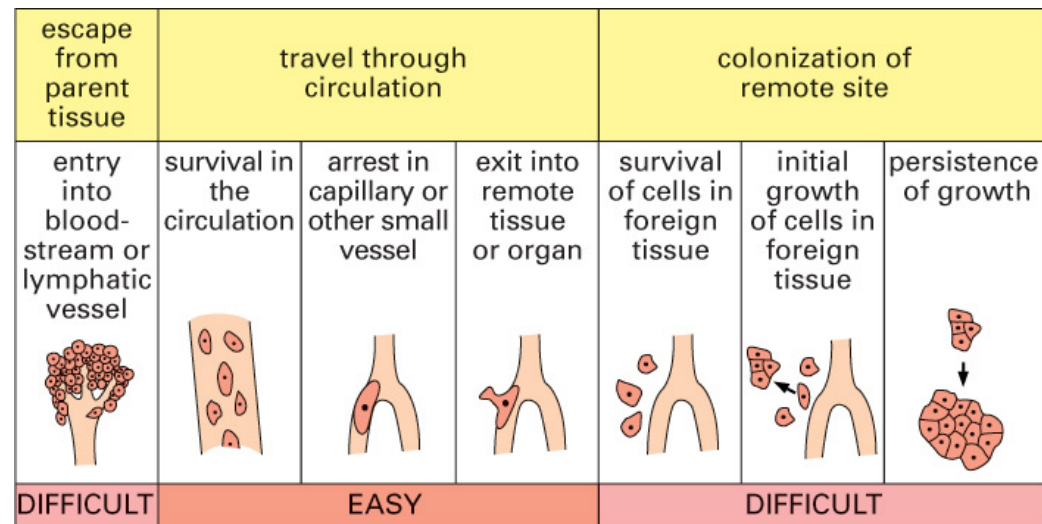 escape
from
parent
tissue
travel through
circulation
colonization of
remote site
entry
into
blood-
stream or
lymphatic
vessel
survival in
the
circulation
arrest in
capillary or
other small
vessel
exit into
remote
tissue
or organ
survival
of cells in
foreign
tissue
initial
growth
of cells in
foreign
tissue
persistence
of growth
DIFFICULT
EASY
DIFFICULT